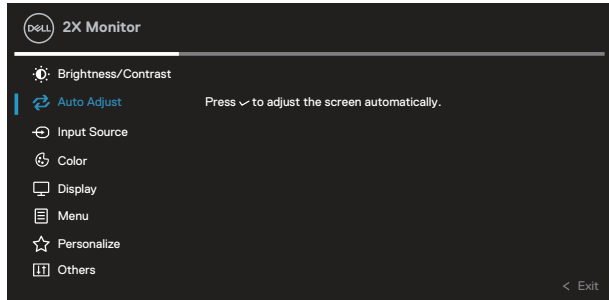 DELL 2X Monitor
Brightness/Contrast
Auto Adjust Press ✓ to adjust the screen automatically.
Input Source
Color
Display
Menu
Personalize
Others
< Exit